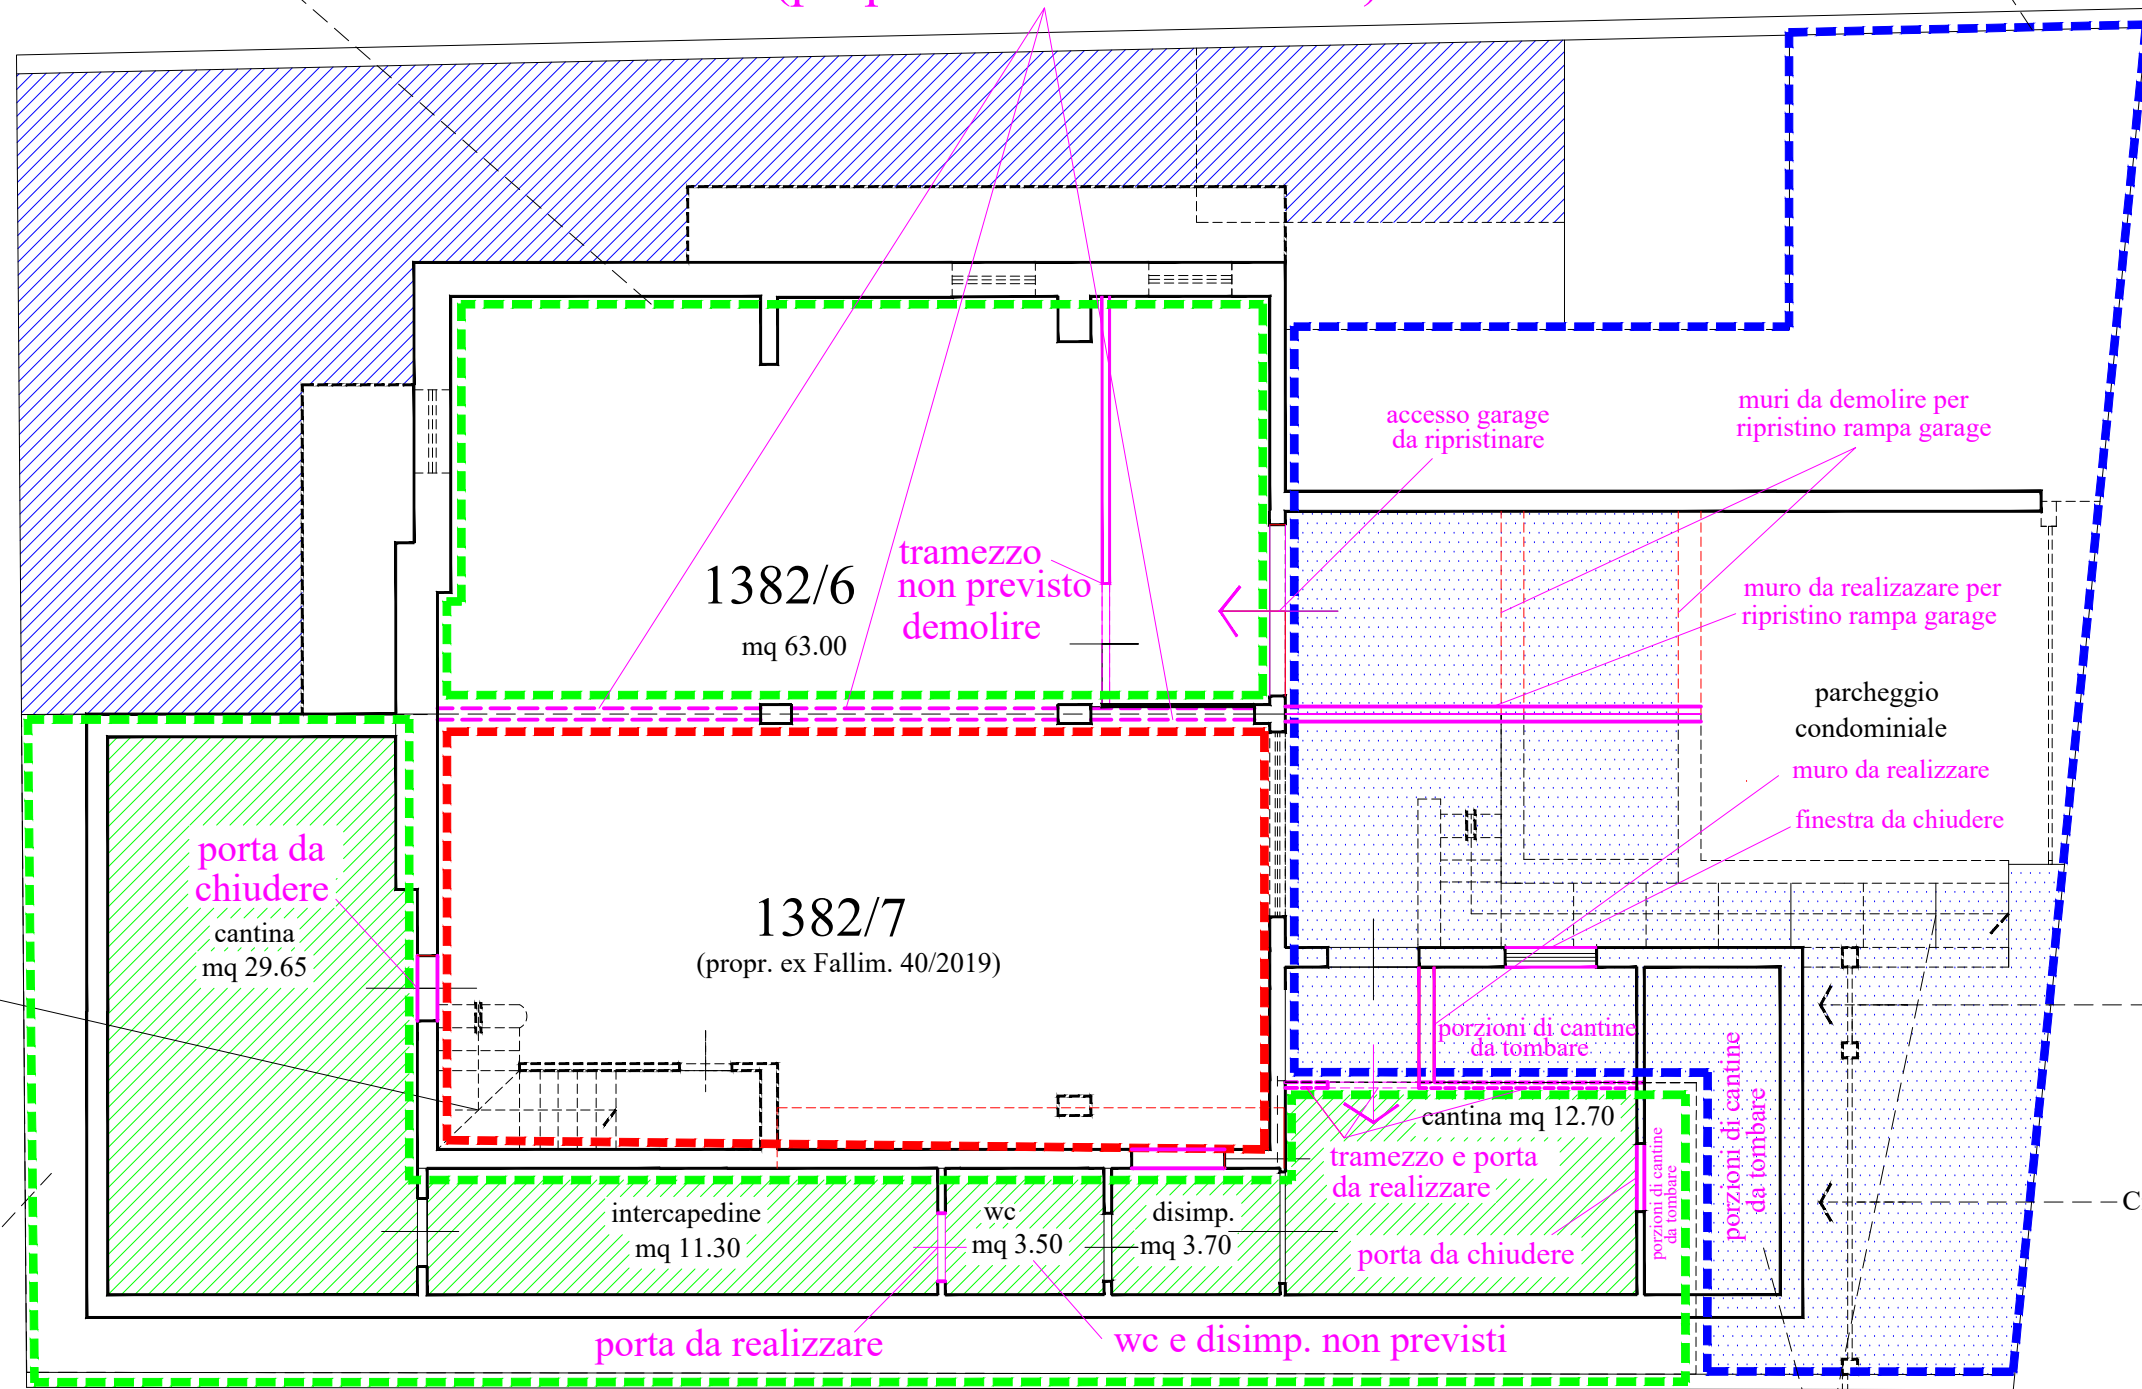 accesso garage
da ripristinare
muri da demolire per
ripristino rampa garage
1382/6
mq 63.00
tramezzo
non previsto
demolire
muro da realizazare per
ripristino rampa garage
parcheggio
condominiale
muro da realizzare
finestra da chiudere
porta da
chiudere
cantina
mq 29.65
1382/7
(propr. ex Fallim. 40/2019)
porzioni di cantine
da tombare
porzioni di cantine
da tombare
cantina mq 12.70
tramezzo e porta
da realizzare
porzioni di cantine
da tombare
porta da chiudere
intercapedine
mq 11.30
wc
mq 3.50
disimp.
mq 3.70
C
porta da realizzare
wc e disimp. non previsti